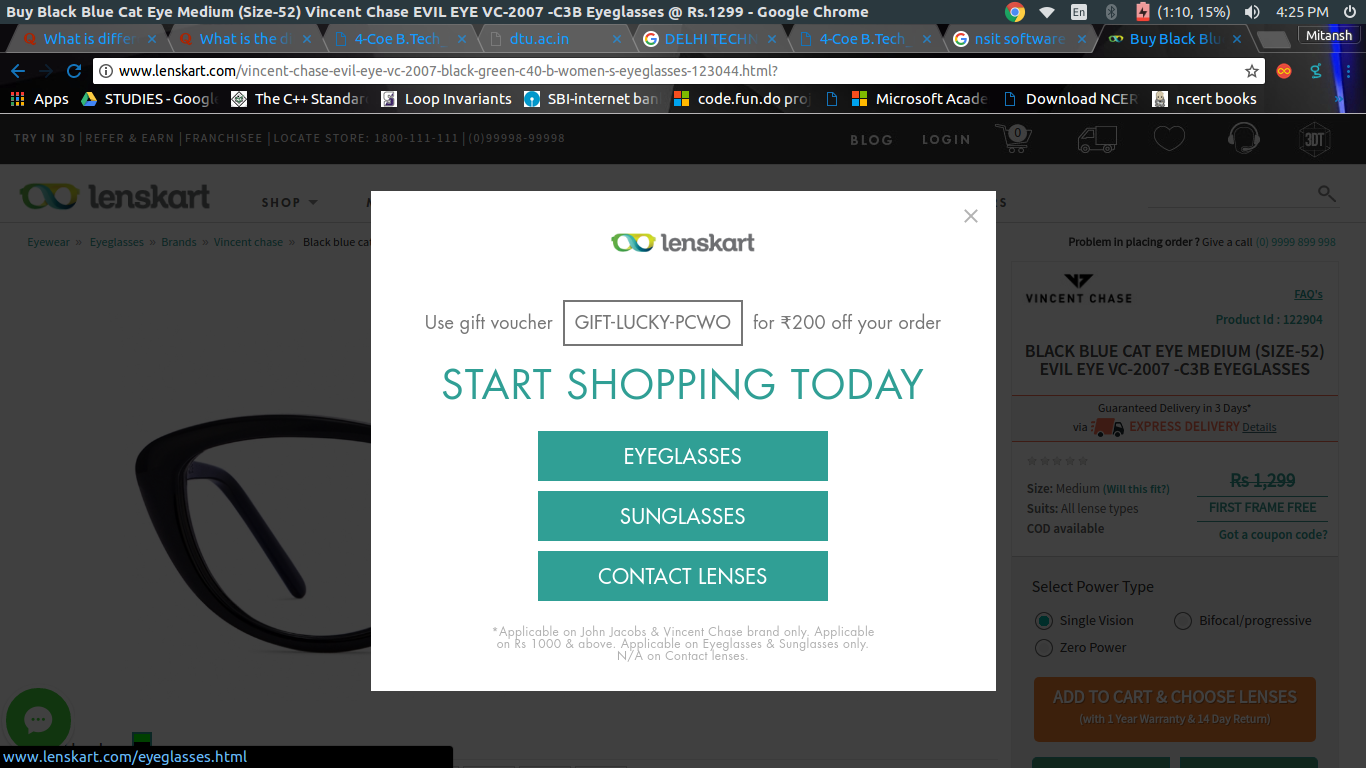 Buy Black Blue Cat Eye Medium (Size-52) Vincent Chase EVIL EYE VC-2007 -C3B Eyeglasses @ Rs.1299 - Google Chrome
En (1:10, 15%) 4:25 PM
What is differ What is the di 4-Coe B.Tech_ dtu.ac.in DELHI TECHN 4-Coe B.Tech_ nsit software Buy Black Blu Mitansh
www.lenskart.com/vincent-chase-evil-eye-vc-2007-black-green-c40-b-women-s-eyeglasses-123044.html?
Apps STUDIES - Googl The C++ Standar Loop Invariants SBI-internet ban code.fun.do proj Microsoft Acade Download NCER ncert books
TRY IN 3D | REFER & EARN | FRANCHISEE | LOCATE STORE: 1800-111-111 | (0)99998-99998
BLOG LOGIN 0 3DT
lenskart SHOP
Eyewear » Eyeglasses » Brands » Vincent chase » Black blue cat
Problem in placing order ? Give a call (0) 9999 899 998
lenskart
Use gift voucher GIFT-LUCKY-PCWO for ₹200 off your order
START SHOPPING TODAY
EYEGLASSES
SUNGLASSES
CONTACT LENSES
*Applicable on John Jacobs & Vincent Chase brand only. Applicable
on Rs 1000 & above. Applicable on Eyeglasses & Sunglasses only.
N/A on Contact lenses.
VINCENT CHASE
FAQ's
Product Id : 122904
BLACK BLUE CAT EYE MEDIUM (SIZE-52)
EVIL EYE VC-2007 -C3B EYEGLASSES
Guaranteed Delivery in 3 Days*
via EXPRESS DELIVERY Details
Rs 1,299
Size: Medium (Will this fit?)
FIRST FRAME FREE
Suits: All lense types
COD available
Got a coupon code?
Select Power Type
Single Vision Bifocal/progressive
Zero Power
ADD TO CART & CHOOSE LENSES
(with 1 Year Warranty & 14 Day Return)
www.lenskart.com/eyeglasses.html